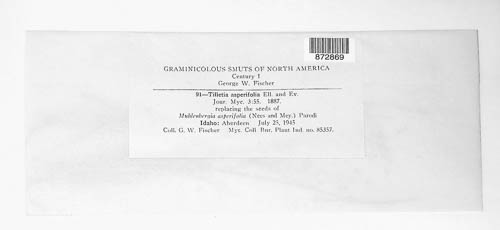 872869
GRAMINICOLOUS SMUTS OF NORTH AMERICA
Century I
George W. Fischer
91—Tilletia asperifolia Ell. and Ev.
Jour. Myc. 3:55. 1887.
replacing the seeds of
Muhlenbergia asperifolia (Nees and Mey.) Parodi
Idaho: Aberdeen July 25, 1945
Coll. G. W. Fischer Myc. Coll. Bur. Plant Ind. no. 85357.